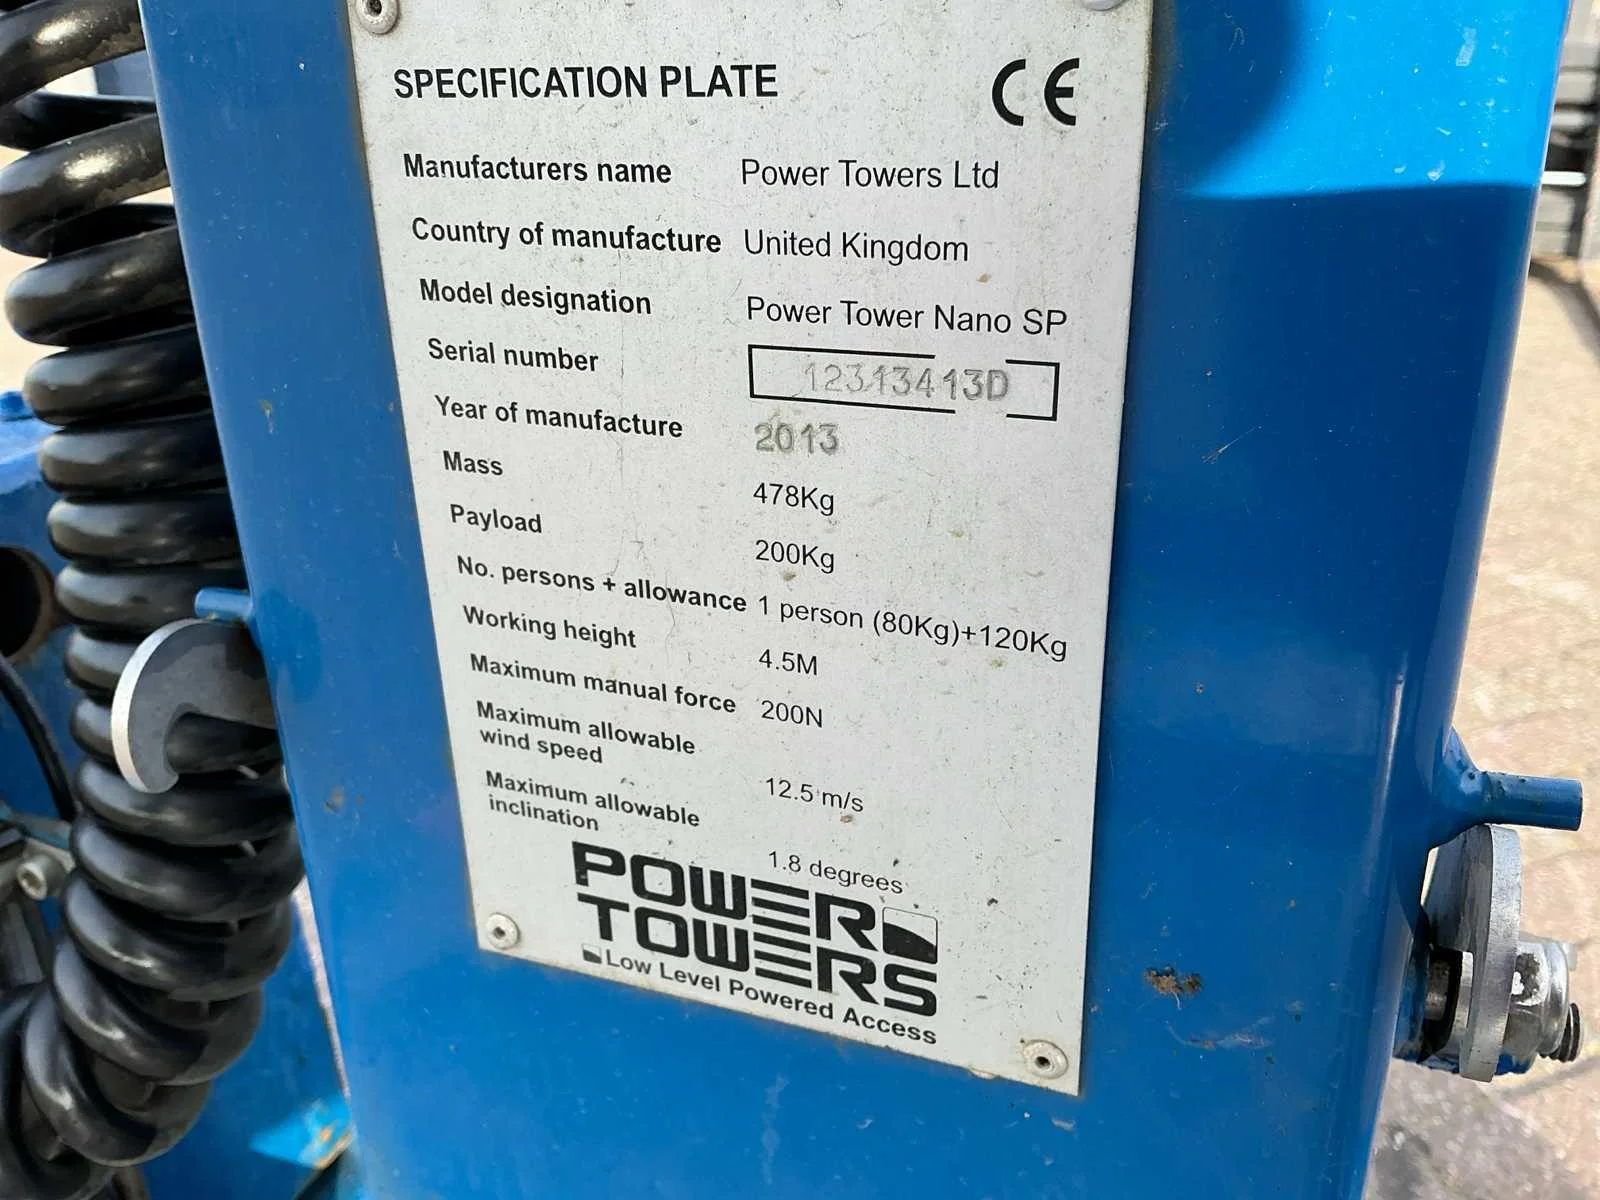 SPECIFICATION PLATE CE
Manufacturers name Power Towers Ltd
Country of manufacture United Kingdom
Model designation Power Tower Nano SP
Serial number 12313413D
Year of manufacture 2013
Mass 478Kg
Payload 200Kg
No. persons + allowance 1 person (80Kg)+120Kg
Working height 4.5M
Maximum manual force 200N
Maximum allowable
wind speed 12.5 m/s
Maximum allowable
inclination 1.8 degrees
POWER
TOWERS
Low Level Powered Access